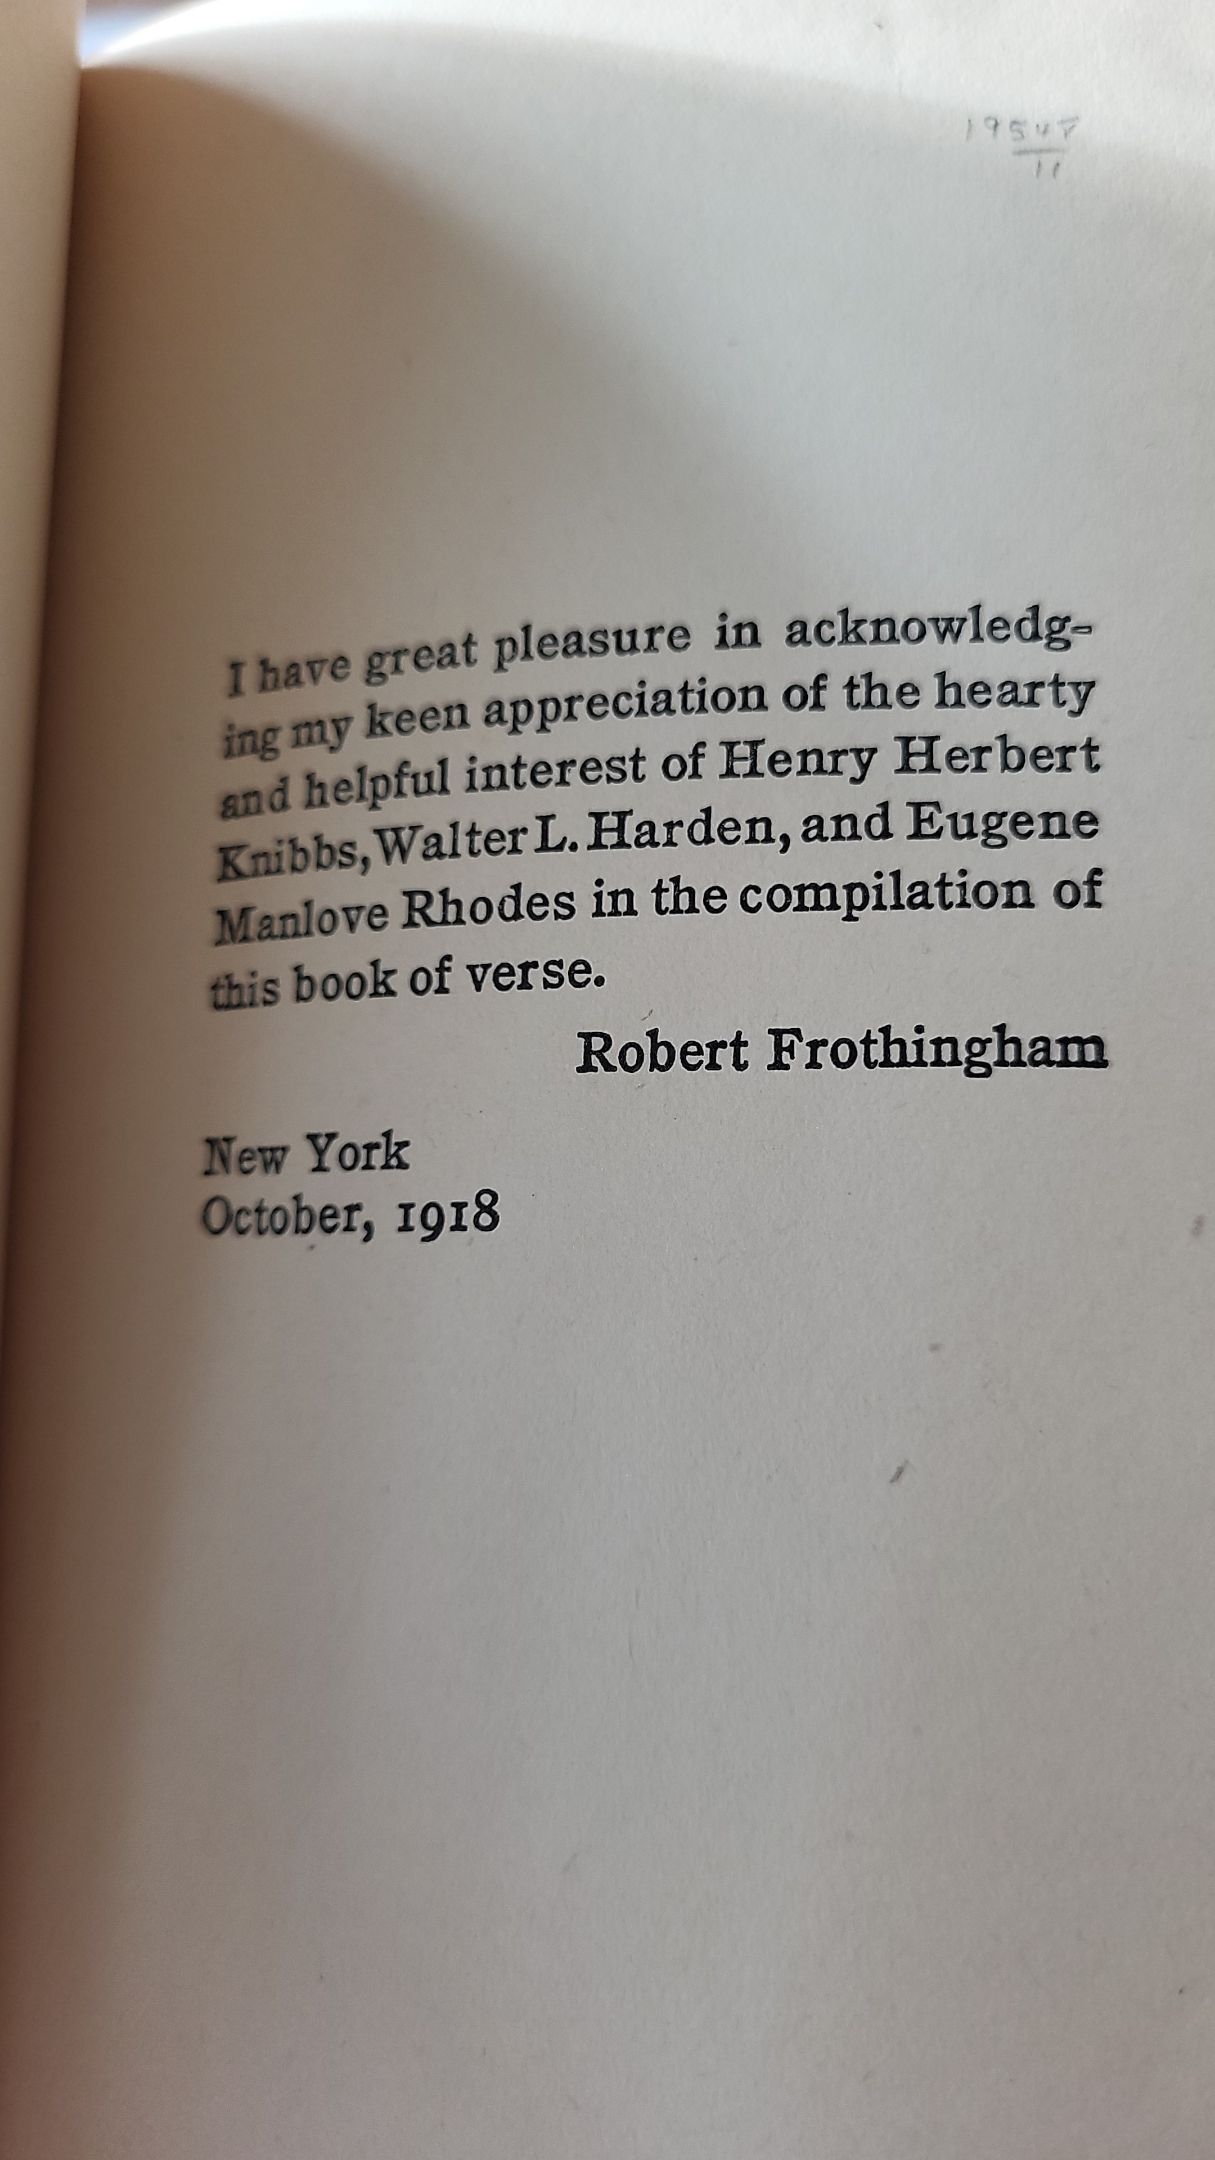 I have great pleasure in acknowledg-
ing my keen appreciation of the hearty
and helpful interest of Henry Herbert
Knibbs, Walter L. Harden, and Eugene
Manlove Rhodes in the compilation of
this book of verse.
Robert Frothingham
New York
October, 1918